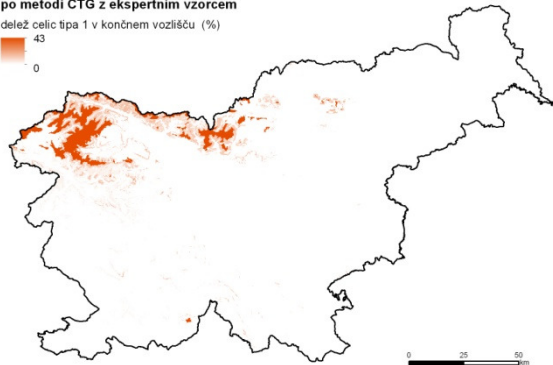 po metodi CTG z ekspertnim vzorcem
delež celic tipa 1 v končnem vozlišču (%)
43
0
0 25 50
km